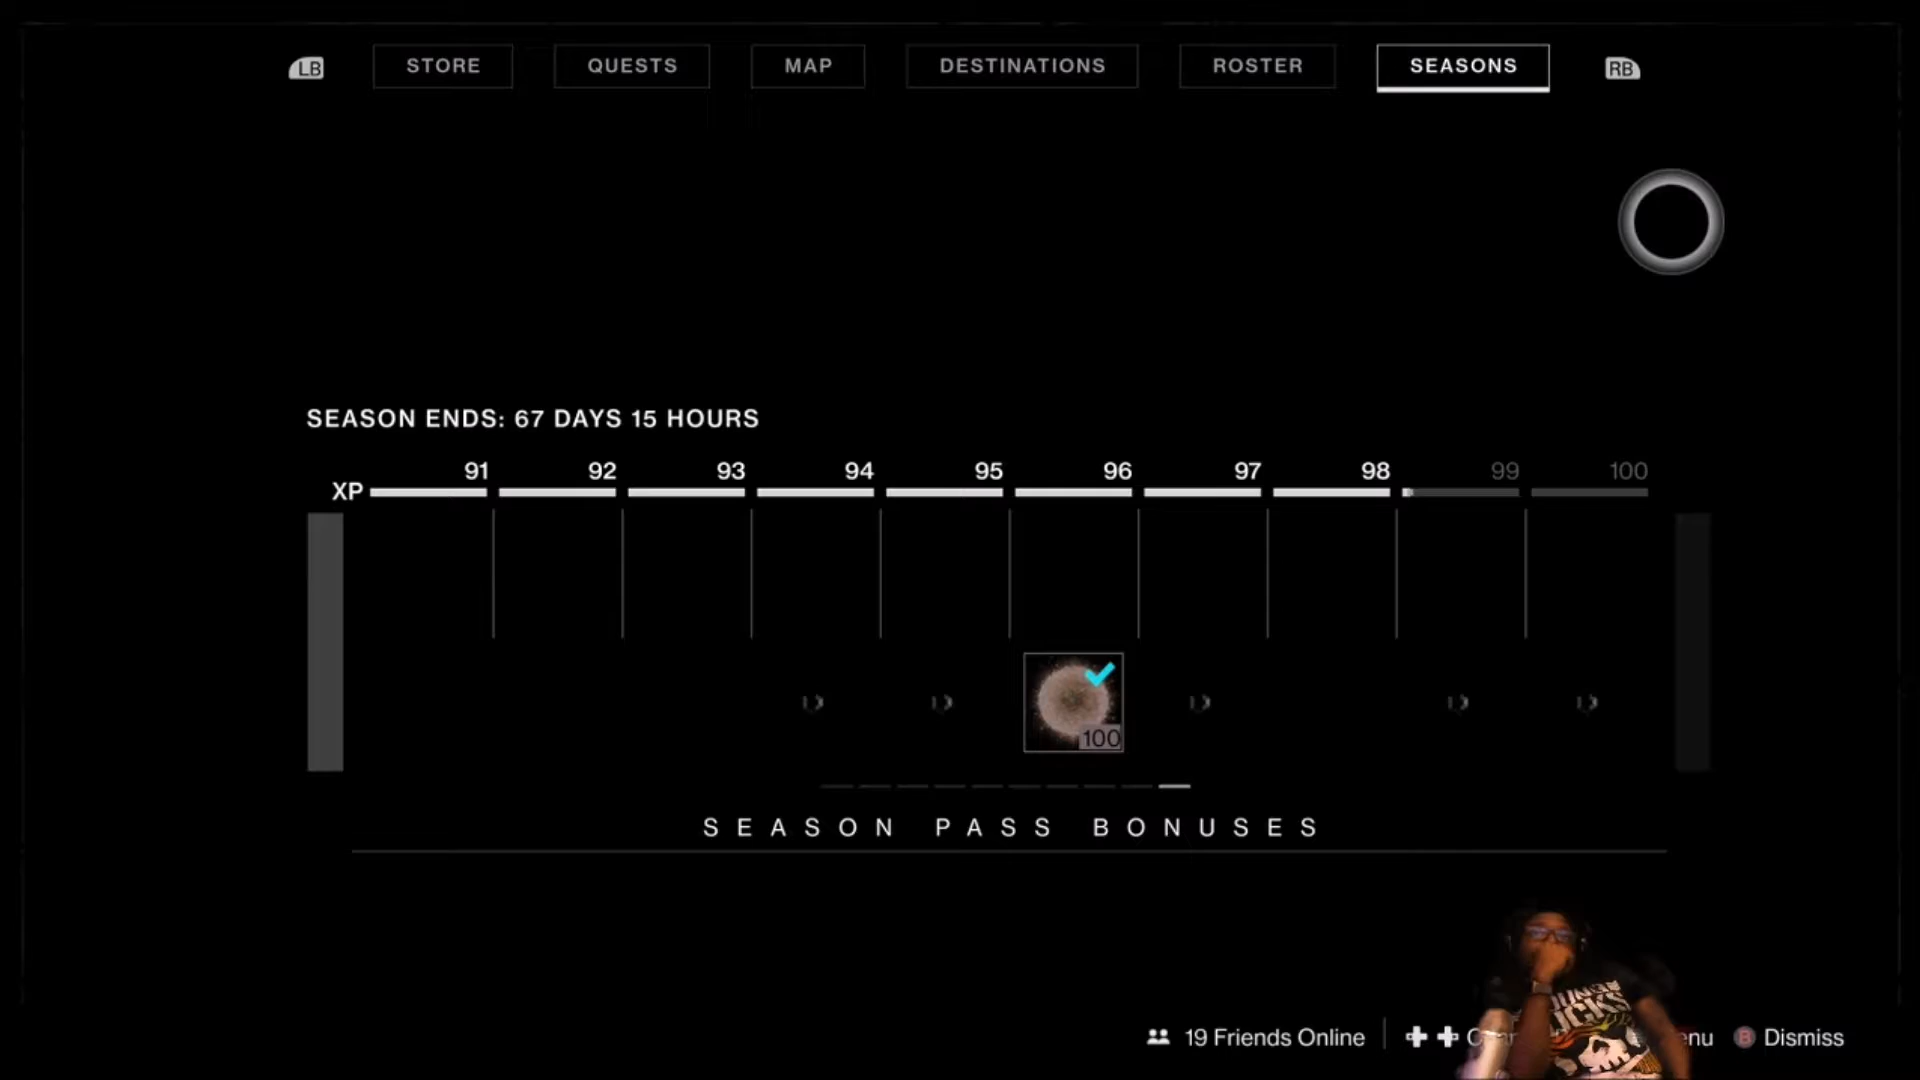 LB STORE QUESTS MAP DESTINATIONS ROSTER SEASONS RB
SEASON ENDS: 67 DAYS 15 HOURS
91 92 93 94 95 96 97 98 99 100
XP
100
SEASON PASS BONUSES
19 Friends Online
B Dismiss